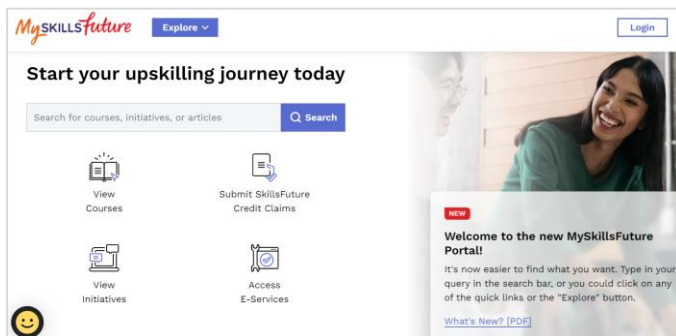 MySKILLSfuture
Explore
Login
Start your upskilling journey today
Search for courses, initiatives, or articles
Search
View
Courses
Submit SkillsFuture
Credit Claims
View
Initiatives
Access
E-Services
NEW
Welcome to the new MySkillsFuture
Portal!
It's now easier to find what you want. Type in your
query in the search bar, or you could click on any
of the quick links or the "Explore" button.
What's New? [PDF]